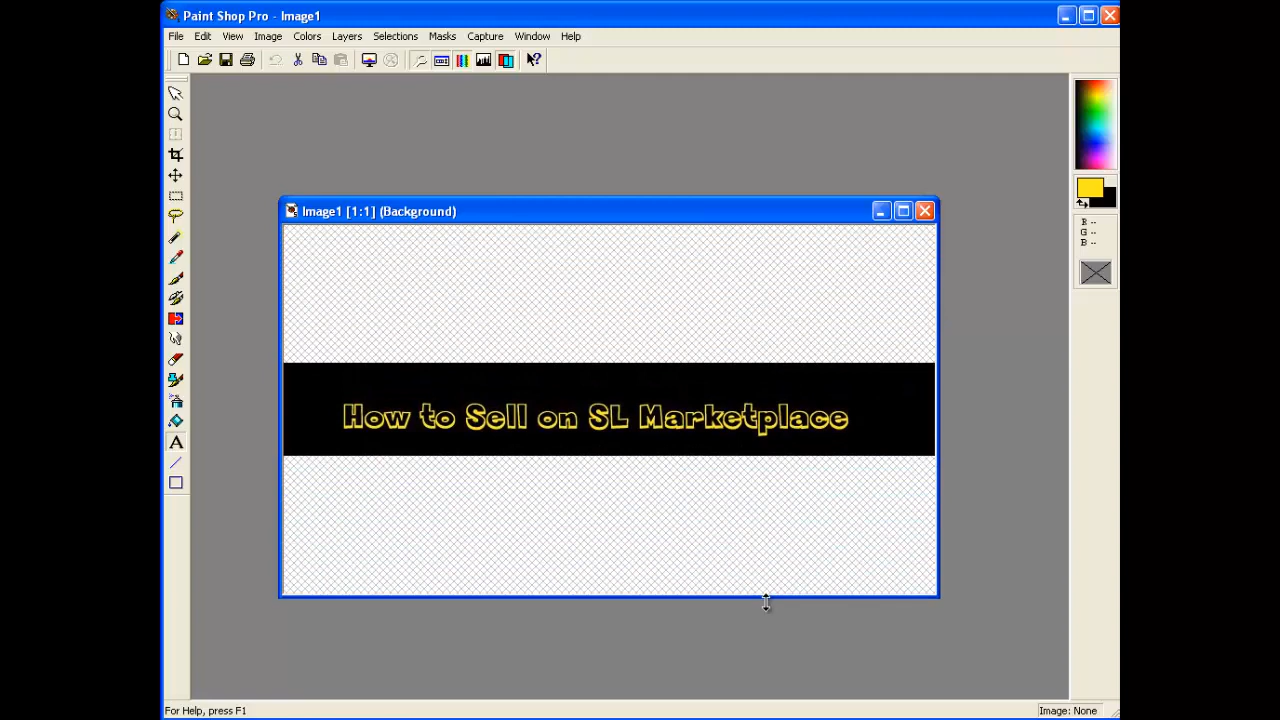 Paint Shop Pro - Image1
File Edit View Image Colors Layers Selections Masks Capture Window Help
Image1 [1:1] (Background)
How to Sell on SL Marketplace
A
R --
G --
B --
For Help, press F1
Image: None